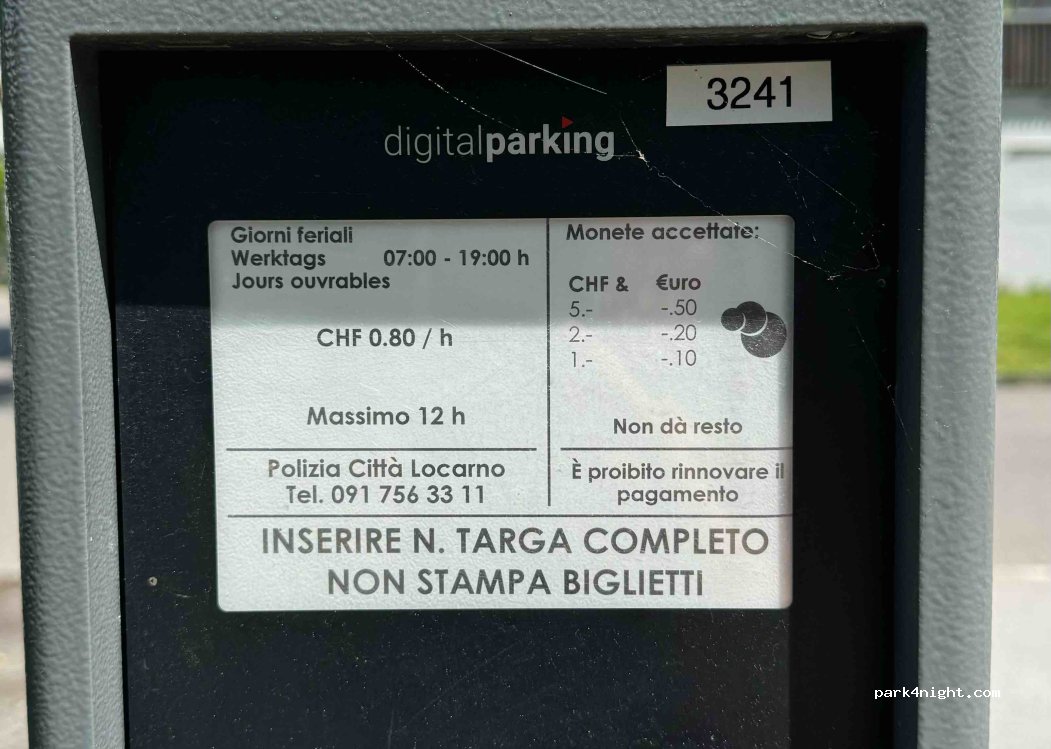 3241
digitalparking
Giorni feriali
Werktags 07:00 - 19:00 h
Jours ouvrables
CHF 0.80 / h
Massimo 12 h
Polizia Città Locarno
Tel. 091 756 33 11
Monete accettate:
CHF & €uro
5.- -.50
2.- -.20
1.- -.10
Non dà resto
È proibito rinnovare il
pagamento
INSERIRE N. TARGA COMPLETO
NON STAMPA BIGLIETTI
park4night.com